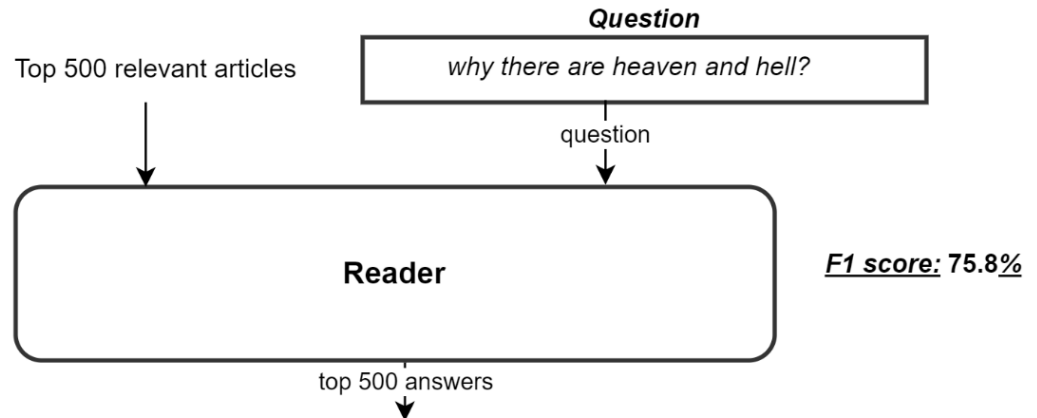 Question
why there are heaven and hell?
Top 500 relevant articles
question
Reader
F1 score: 75.8%
top 500 answers